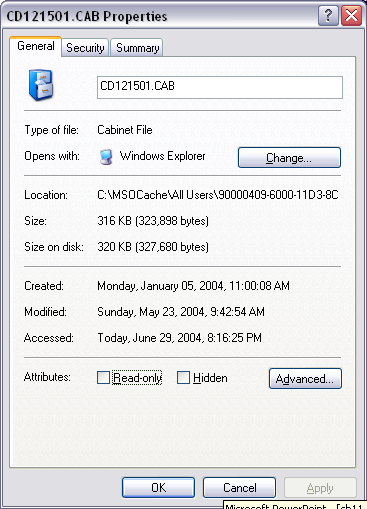 CD121501.CAB Properties
General Security Summary
CD121501.CAB
Type of file: Cabinet File
Opens with: Windows Explorer Change...
Location: C:\MSOCache\All Users\90000409-6000-11D3-8C
Size: 316 KB (323,898 bytes)
Size on disk: 320 KB (327,680 bytes)
Created: Monday, January 05, 2004, 11:00:08 AM
Modified: Sunday, May 23, 2004, 9:42:54 AM
Accessed: Today, June 29, 2004, 8:16:25 PM
Attributes: Read-only Hidden Advanced...
OK Cancel Apply
Microsoft PowerPoint - [ch11